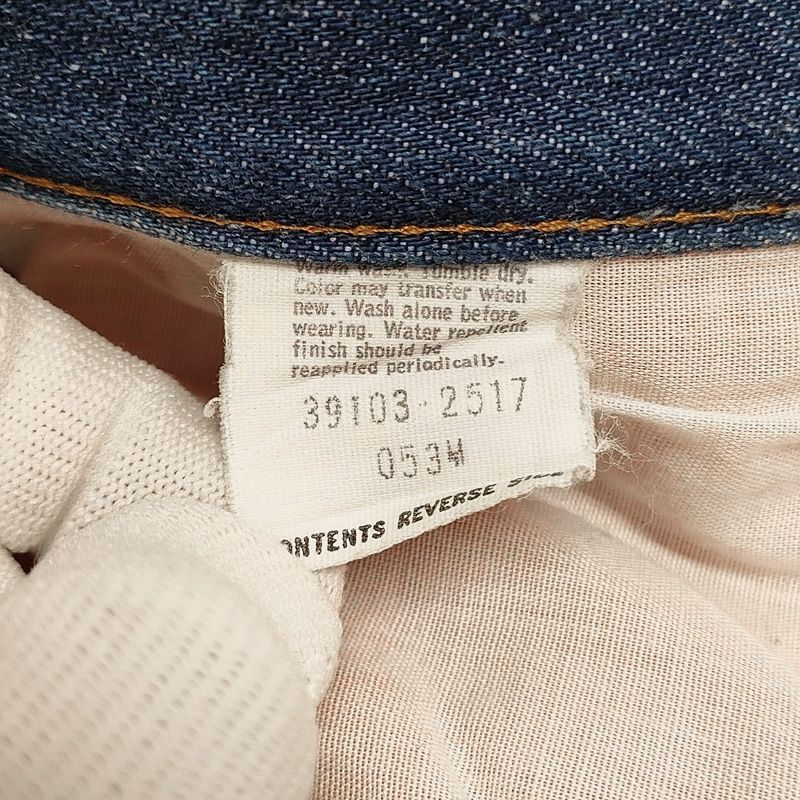 Warm wash Tumble dry.
Color may transfer when
new. Wash alone before
wearing. Water repellent
finish should be
reapplied periodically.
39103-2517
053W
ONTENTS REVERSE SIDE